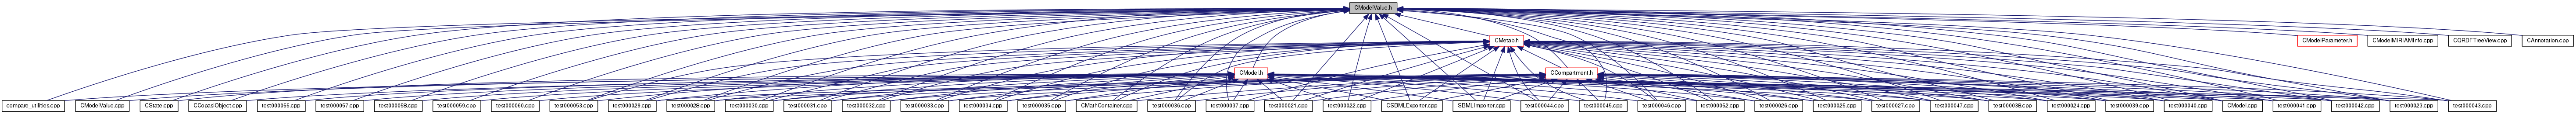 CModelValue.h
CMetab.h
CModelParameter.h
CModelMIRIAMInfo.cpp
CQRDFTreeView.cpp
CAnnotation.cpp
CModel.h
CCompartment.h
compare_utilities.cpp
CModelValue.cpp
CState.cpp
CCopasiObject.cpp
test000055.cpp
test000057.cpp
test000058.cpp
test000059.cpp
test000060.cpp
test000053.cpp
test000029.cpp
test000028.cpp
test000030.cpp
test000031.cpp
test000032.cpp
test000033.cpp
test000034.cpp
test000035.cpp
CMathContainer.cpp
test000036.cpp
test000037.cpp
test000021.cpp
test000022.cpp
CSBMLExporter.cpp
SBMLImporter.cpp
test000044.cpp
test000045.cpp
test000046.cpp
test000052.cpp
test000026.cpp
test000025.cpp
test000027.cpp
test000047.cpp
test000038.cpp
test000024.cpp
test000039.cpp
test000040.cpp
CModel.cpp
test000041.cpp
test000042.cpp
test000023.cpp
test000043.cpp